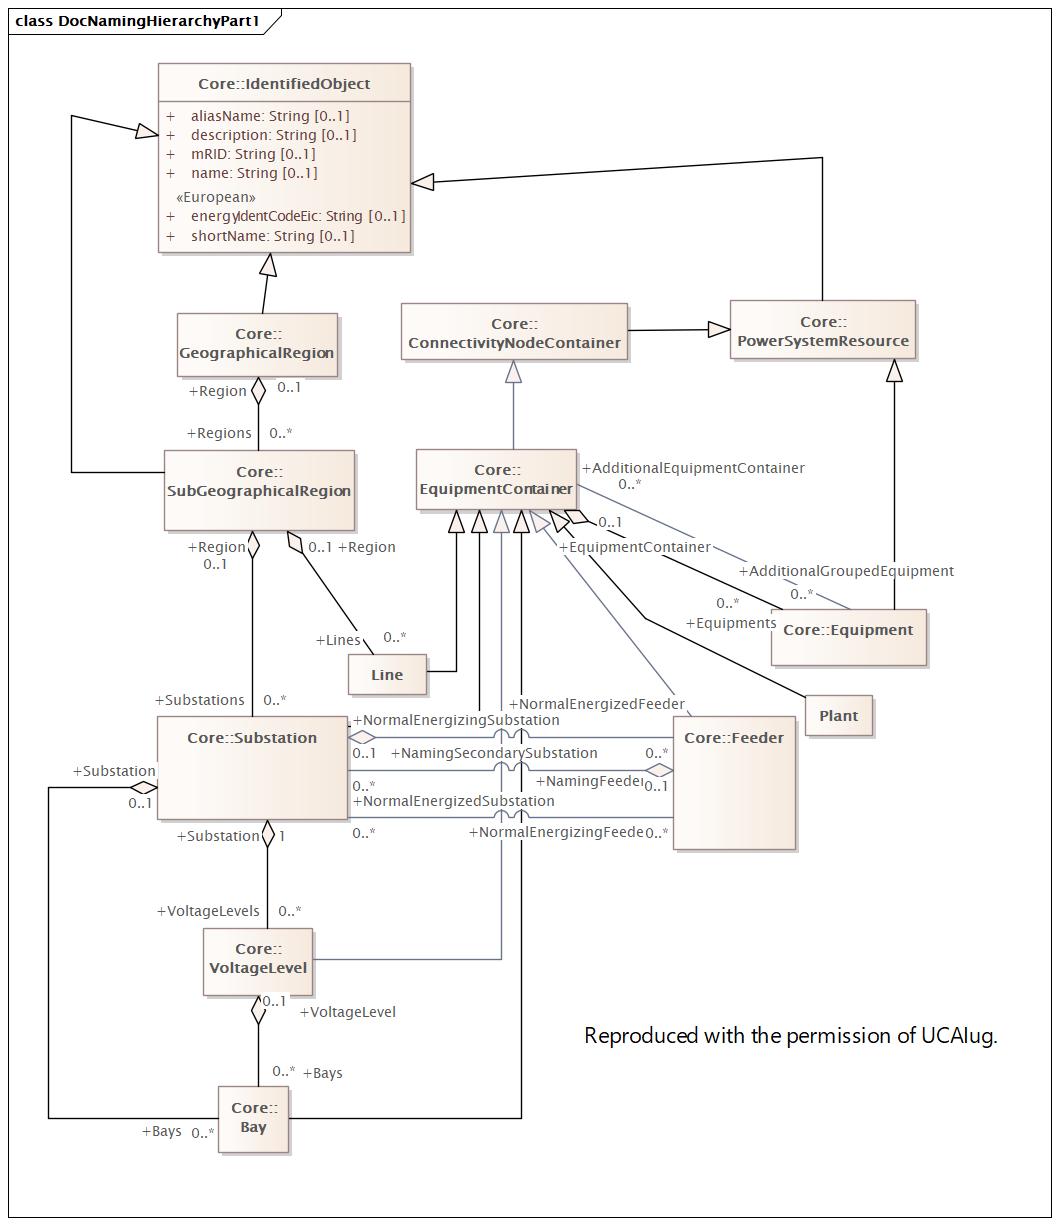 class DocNamingHierarchyPart1
Core::IdentifiedObject
+ aliasName: String [0..1]
+ description: String [0..1]
+ mRID: String [0..1]
+ name: String [0..1]
«European»
+ energyIdentCodeEic: String [0..1]
+ shortName: String [0..1]
Core::
GeographicalRegion
Core::
ConnectivityNodeContainer
Core::
PowerSystemResource
+Region
0..1
+Regions
0..*
Core::
SubGeographicalRegion
Core::
EquipmentContainer
+AdditionalEquipmentContainer
0..*
0..1
+EquipmentContainer
+Region
0..1
0..1 +Region
+AdditionalGroupedEquipment
0..*
0..*
+Equipments
Core::Equipment
+Lines
0..*
Line
Plant
+Substations
0..*
+NormalEnergizedFeeder
Core::Substation
+NormalEnergizingSubstation
Core::Feeder
0..1
+NamingSecondarySubstation
0..*
+Substation
0..1
0..*
+NamingFeeder
0..1
+NormalEnergizedSubstation
0..*
+NormalEnergizingFeede
0..*
+Substation
1
+VoltageLevels
0..*
Core::
VoltageLevel
0..1
+VoltageLevel
Reproduced with the permission of UCAIug.
0..*
+Bays
Core::
Bay
+Bays
0..*